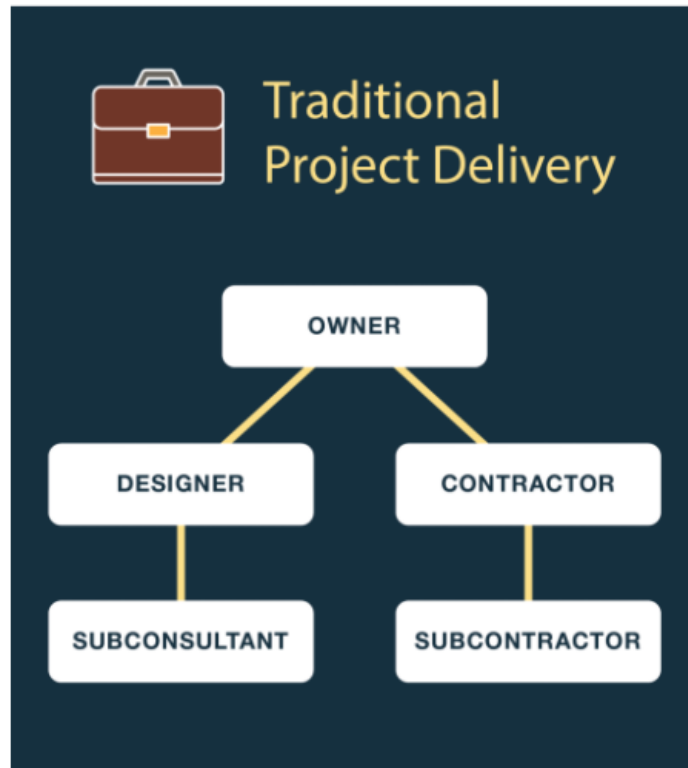 Traditional
Project Delivery
OWNER
DESIGNER
CONTRACTOR
SUBCONSULTANT
SUBCONTRACTOR